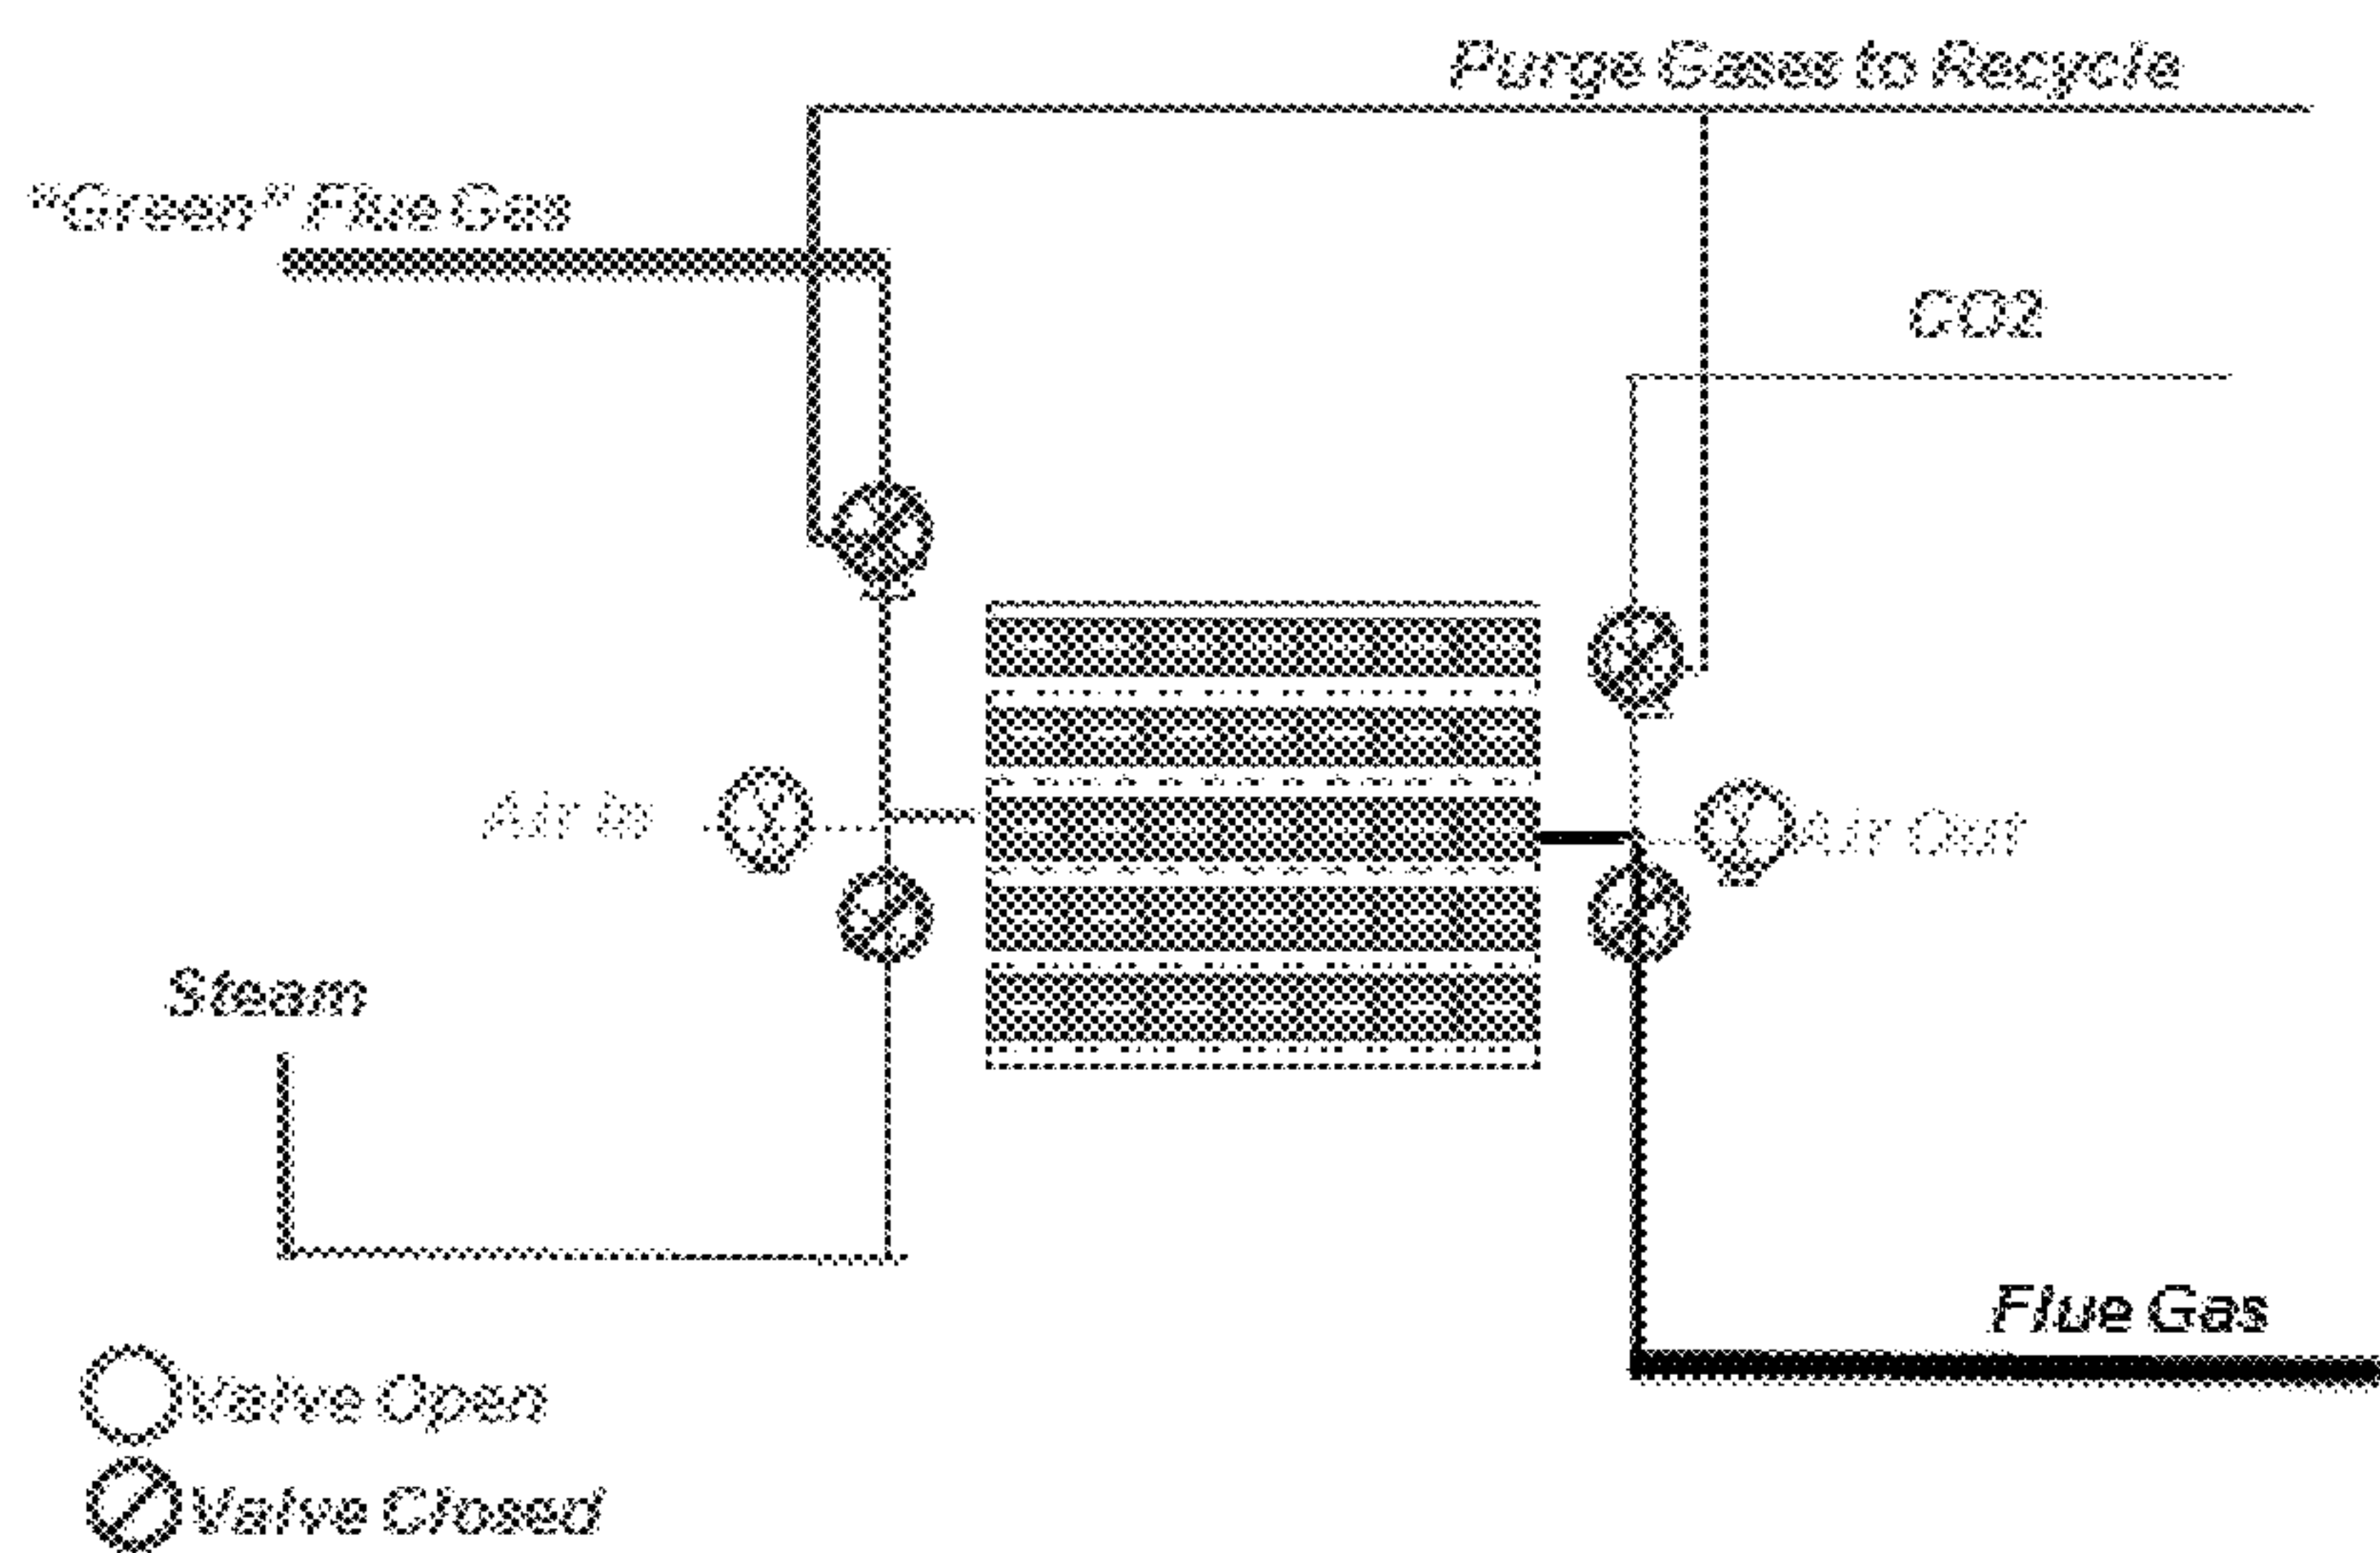 Purge Gases to Recycle
"Green" Flue Gas
CO2
Air in
Air Out
Steam
Flue Gas
Valve Open
Valve Closed